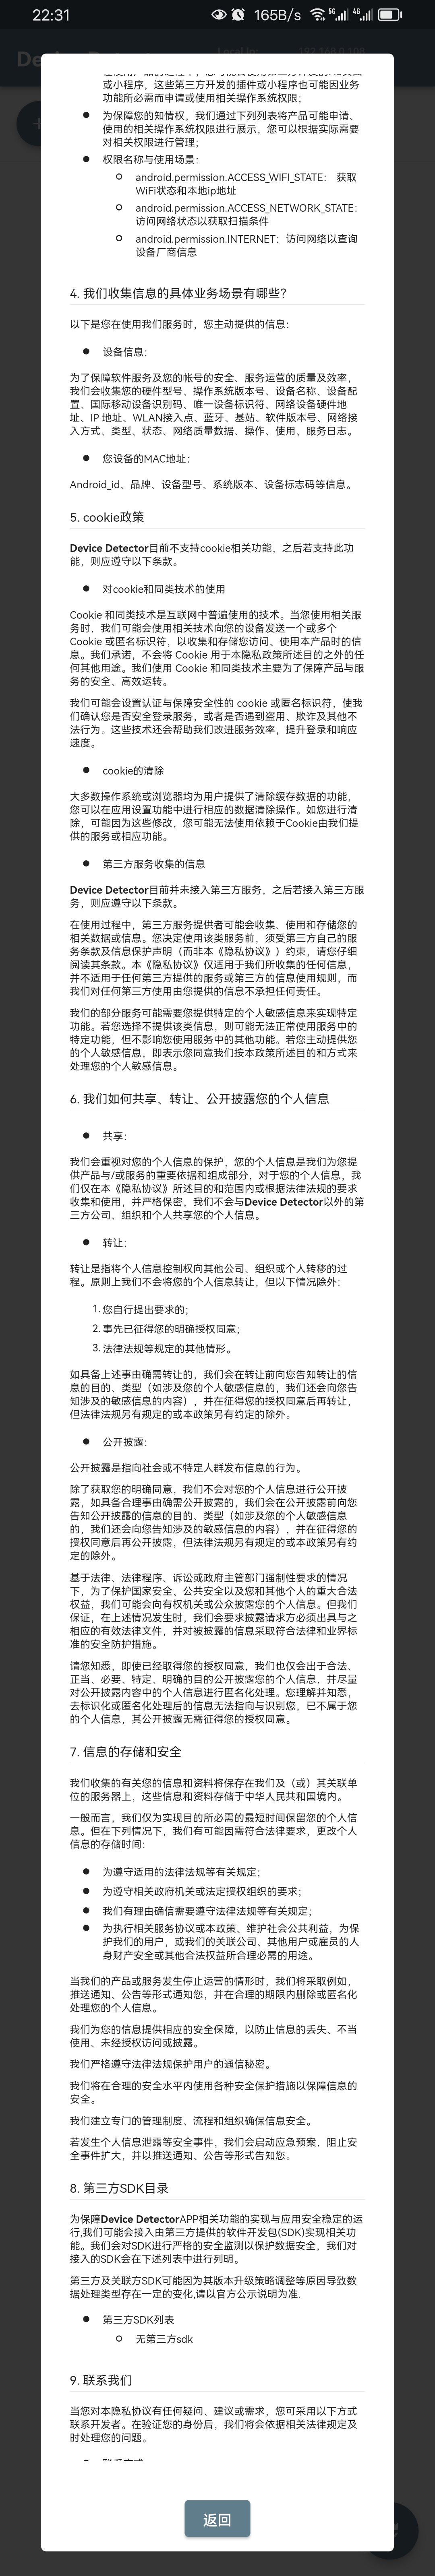 22:31
165B/s
5G
4G
Local ip:
或小程序，这些第三方开发的插件或小程序也可能因业务
功能所必需而申请或使用相关操作系统权限；
为保障您的知情权，我们通过下列列表将产品可能申请、
使用的相关操作系统权限进行展示，您可以根据实际需要
对相关权限进行管理；
权限名称与使用场景：
android.permission.ACCESS_WIFI_STATE： 获取
WiFi状态和本地ip地址
android.permission.ACCESS_NETWORK_STATE：
访问网络状态以获取扫描条件
android.permission.INTERNET：访问网络以查询
设备厂商信息
4. 我们收集信息的具体业务场景有哪些？
以下是您在使用我们服务时，您主动提供的信息：
设备信息：
为了保障软件服务及您的帐号的安全、服务运营的质量及效率，
我们会收集您的硬件型号、操作系统版本号、设备名称、设备配
置、国际移动设备识别码、唯一设备标识符、网络设备硬件地
址、IP 地址、WLAN接入点、蓝牙、基站、软件版本号、网络接
入方式、类型、状态、网络质量数据、操作、使用、服务日志。
您设备的MAC地址：
Android_id、品牌、设备型号、系统版本、设备标志码等信息。
5. cookie政策
Device Detector目前不支持cookie相关功能，之后若支持此功
能，则应遵守以下条款。
对cookie和同类技术的使用
Cookie 和同类技术是互联网中普遍使用的技术。当您使用相关服
务时，我们可能会使用相关技术向您的设备发送一个或多个
Cookie 或匿名标识符，以收集和存储您访问、使用本产品时的信
息。我们承诺，不会将 Cookie 用于本隐私政策所述目的之外的任
何其他用途。我们使用 Cookie 和同类技术主要为了保障产品与服
务的安全、高效运转。
我们可能会设置认证与保障安全性的 cookie 或匿名标识符，使我
们确认您是否安全登录服务，或者是否遇到盗用、欺诈及其他不
法行为。这些技术还会帮助我们改进服务效率，提升登录和响应
速度。
cookie的清除
大多数操作系统或浏览器均为用户提供了清除缓存数据的功能，
您可以在应用设置功能中进行相应的数据清除操作。如您进行清
除，可能因为这些修改，您可能无法使用依赖于Cookie由我们提
供的服务或相应功能。
第三方服务收集的信息
Device Detector目前并未接入第三方服务，之后若接入第三方服
务，则应遵守以下条款。
在使用过程中，第三方服务提供者可能会收集、使用和存储您的
相关数据或信息。您决定使用该类服务前，须受第三方自己的服
务条款及信息保护声明（而非本《隐私协议》）约束，请您仔细
阅读其条款。本《隐私协议》仅适用于我们所收集的任何信息，
并不适用于任何第三方提供的服务或第三方的信息使用规则，而
我们对任何第三方使用由您提供的信息不承担任何责任。
我们的部分服务可能需要您提供特定的个人敏感信息来实现特定
功能。若您选择不提供该类信息，则可能无法正常使用服务中的
特定功能，但不影响您使用服务中的其他功能。若您主动提供您
的个人敏感信息，即表示您同意我们按本政策所述目的和方式来
处理您的个人敏感信息。
6. 我们如何共享、转让、公开披露您的个人信息
共享：
我们会重视对您的个人信息的保护，您的个人信息是我们为您提
供产品与/或服务的重要依据和组成部分，对于您的个人信息，我
们仅在本《隐私协议》所述目的和范围内或根据法律法规的要求
收集和使用，并严格保密，我们不会与Device Detector以外的第
三方公司、组织和个人共享您的个人信息。
转让：
转让是指将个人信息控制权向其他公司、组织或个人转移的过
程。原则上我们不会将您的个人信息转让，但以下情况除外：
1. 您自行提出要求的；
2. 事先已征得您的明确授权同意；
3. 法律法规等规定的其他情形。
如具备上述事由确需转让的，我们会在转让前向您告知转让的信
息的目的、类型（如涉及您的个人敏感信息的，我们还会向您告
知涉及的敏感信息的内容），并在征得您的授权同意后再转让，
但法律法规另有规定的或本政策另有约定的除外。
公开披露：
公开披露是指向社会或不特定人群发布信息的行为。
除了获取您的明确同意，我们不会对您的个人信息进行公开披
露，如具备合理事由确需公开披露的，我们会在公开披露前向您
告知公开披露的信息的目的、类型（如涉及您的个人敏感信息
的，我们还会向您告知涉及的敏感信息的内容），并在征得您的
授权同意后再公开披露，但法律法规另有规定的或本政策另有约
定的除外。
基于法律、法律程序、诉讼或政府主管部门强制性要求的情况
下，为了保护国家安全、公共安全以及您和其他个人的重大合法
权益，我们可能会向有权机关或公众披露您的个人信息。但我们
保证，在上述情况发生时，我们会要求披露请求方必须出具与之
相应的有效法律文件，并对被披露的信息采取符合法律和业界标
准的安全防护措施。
请您知悉，即使已经取得您的授权同意，我们也仅会出于合法、
正当、必要、特定、明确的目的公开披露您的个人信息，并尽量
对公开披露内容中的个人信息进行匿名化处理。您理解并知悉，
去标识化或匿名化处理后的信息无法指向与识别您，已不属于您
的个人信息，其公开披露无需征得您的授权同意。
7. 信息的存储和安全
我们收集的有关您的信息和资料将保存在我们及（或）其关联单
位的服务器上，这些信息和资料存储于中华人民共和国境内。
一般而言，我们仅为实现目的所必需的最短时间保留您的个人信
息。但在下列情况下，我们有可能因需符合法律要求，更改个人
信息的存储时间：
为遵守适用的法律法规等有关规定；
为遵守相关政府机关或法定授权组织的要求；
我们有理由确信需要遵守法律法规等有关规定；
为执行相关服务协议或本政策、维护社会公共利益，为保
护我们的用户，或我们的关联公司、其他用户或雇员的人
身财产安全或其他合法权益所合理必需的用途。
当我们的产品或服务发生停止运营的情形时，我们将采取例如，
推送通知、公告等形式通知您，并在合理的期限内删除或匿名化
处理您的个人信息。
我们为您的信息提供相应的安全保障，以防止信息的丢失、不当
使用、未经授权访问或披露。
我们严格遵守法律法规保护用户的通信秘密。
我们将在合理的安全水平内使用各种安全保护措施以保障信息的
安全。
我们建立专门的管理制度、流程和组织确保信息安全。
若发生个人信息泄露等安全事件，我们会启动应急预案，阻止安
全事件扩大，并以推送通知、公告等形式告知您。
8. 第三方SDK目录
为保障Device DetectorAPP相关功能的实现与应用安全稳定的运
行,我们可能会接入由第三方提供的软件开发包(SDK)实现相关功
能。我们会对SDK进行严格的安全监测以保护数据安全，我们对
接入的SDK会在下述列表中进行列明。
第三方及关联方SDK可能因为其版本升级策略调整等原因导致数
据处理类型存在一定的变化,请以官方公示说明为准.
第三方SDK列表
无第三方sdk
9. 联系我们
当您对本隐私协议有任何疑问、建议或需求，您可采用以下方式
联系开发者。在验证您的身份后，我们将会依据相关法律规定及
时处理您的问题。
返回